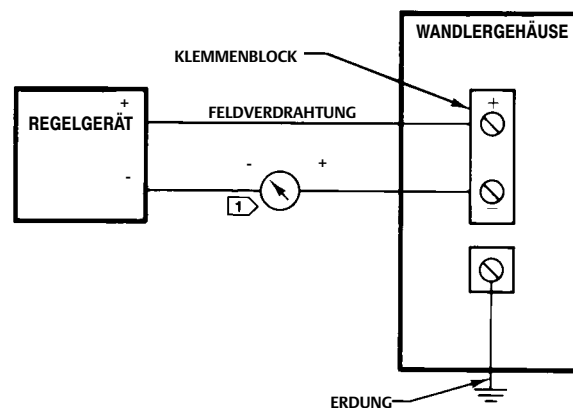 WANDLERGEHÄUSE
KLEMMENBLOCK
+
+
REGELGERÄT
FELDVERDRAHTUNG
-
+
-
1
−
ERDUNG